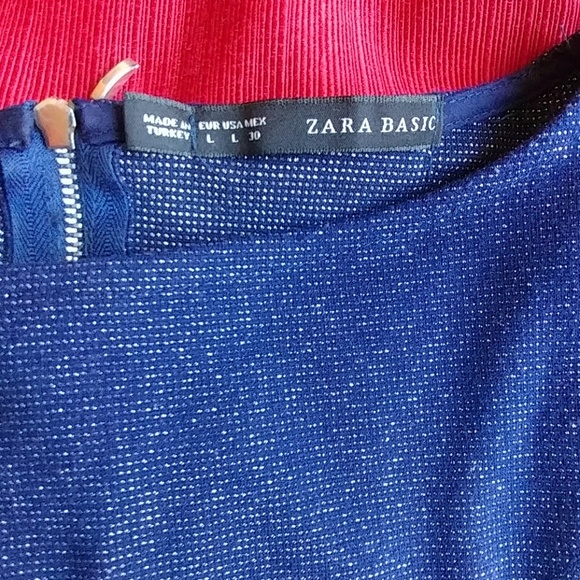 MADE IN
TURKEY
EUR USA MEX
L L 30
ZARA BASIC